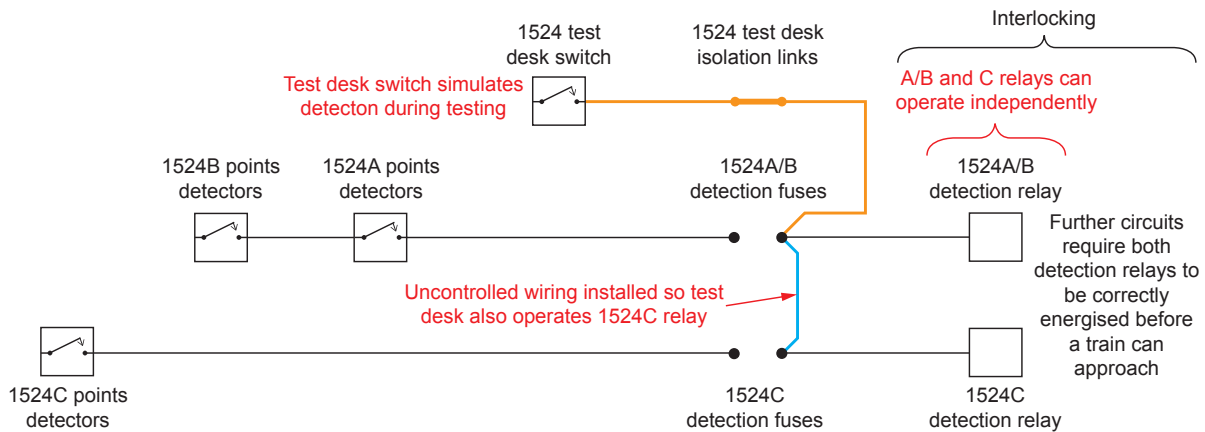 Interlocking
1524 test
desk switch
1524 test desk
isolation links
Test desk switch simulates
detecton during testing
A/B and C relays can
operate independently
1524B points
detectors
1524A points
detectors
1524A/B
detection fuses
1524A/B
detection relay
Further circuits
require both
detection relays to
be correctly
energised before
a train can
approach
Uncontrolled wiring installed so test
desk also operates 1524C relay
1524C points
detectors
1524C
detection fuses
1524C
detection relay